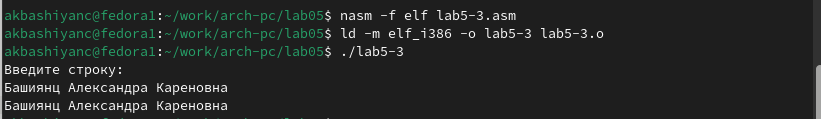 akbashiyanc@fedora1:~/work/arch-pc/lab05$ nasm -f elf lab5-3.asm
akbashiyanc@fedora1:~/work/arch-pc/lab05$ ld -m elf_i386 -o lab5-3 lab5-3.o
akbashiyanc@fedora1:~/work/arch-pc/lab05$ ./lab5-3
Введите строку:
Башиянц Александра Кареновна
Башиянц Александра Кареновна